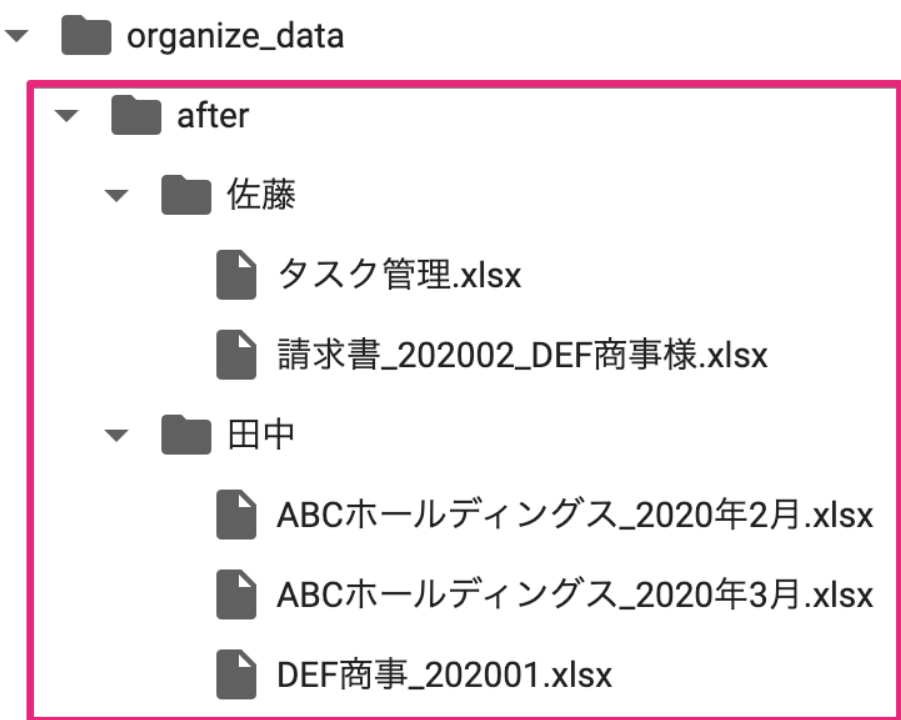 organize_data
after
佐藤
タスク管理.xlsx
請求書_202002_DEF商事様.xlsx
田中
ABCホールディングス_2020年2月.xlsx
ABCホールディングス_2020年3月.xlsx
DEF商事_202001.xlsx